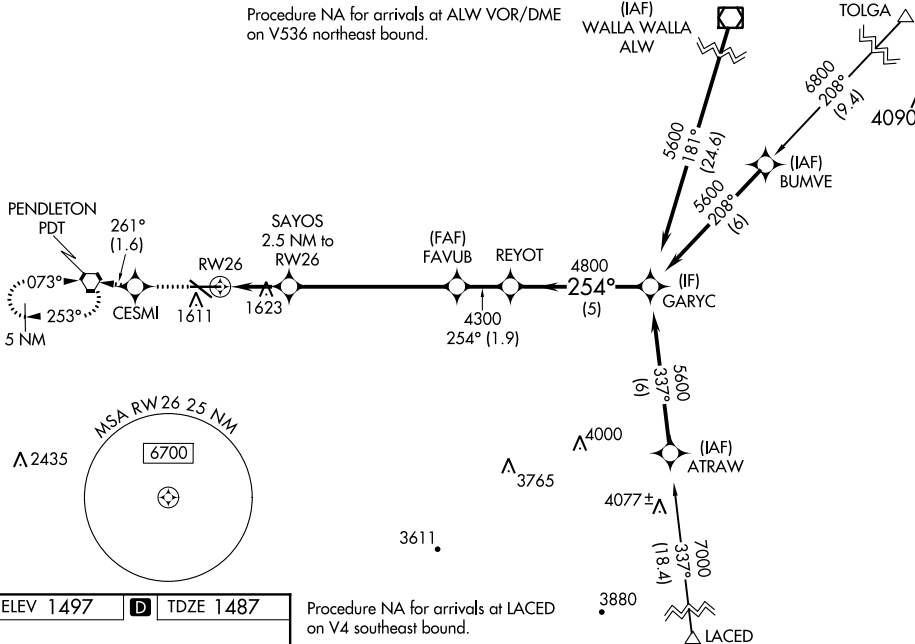 Procedure NA for arrivals at ALW VOR/DME
on V536 northeast bound.
(IAF)
WALLA WALLA
ALW
TOLGA
6800
208°
(9.4)
4090
5600
181°
(24.6)
(IAF)
BUMVE
5600
208°
(6)
PENDLETON
PDT
261°
(1.6)
SAYOS
2.5 NM to
RW26
RW26
(FAF)
FAVUB
REYOT
4800
254°
(5)
(IF)
GARYC
073°
253°
5 NM
CESMI
1611
1623
4300
254° (1.9)
5600
337°
(6)
MSA RW 26 25 NM
6700
2435
4000
3765
(IAF)
ATRAW
4077±
3611
7000
337°
(18.4)
3880
LACED
ELEV 1497
D
TDZE 1487
Procedure NA for arrivals at LACED
on V4 southeast bound.